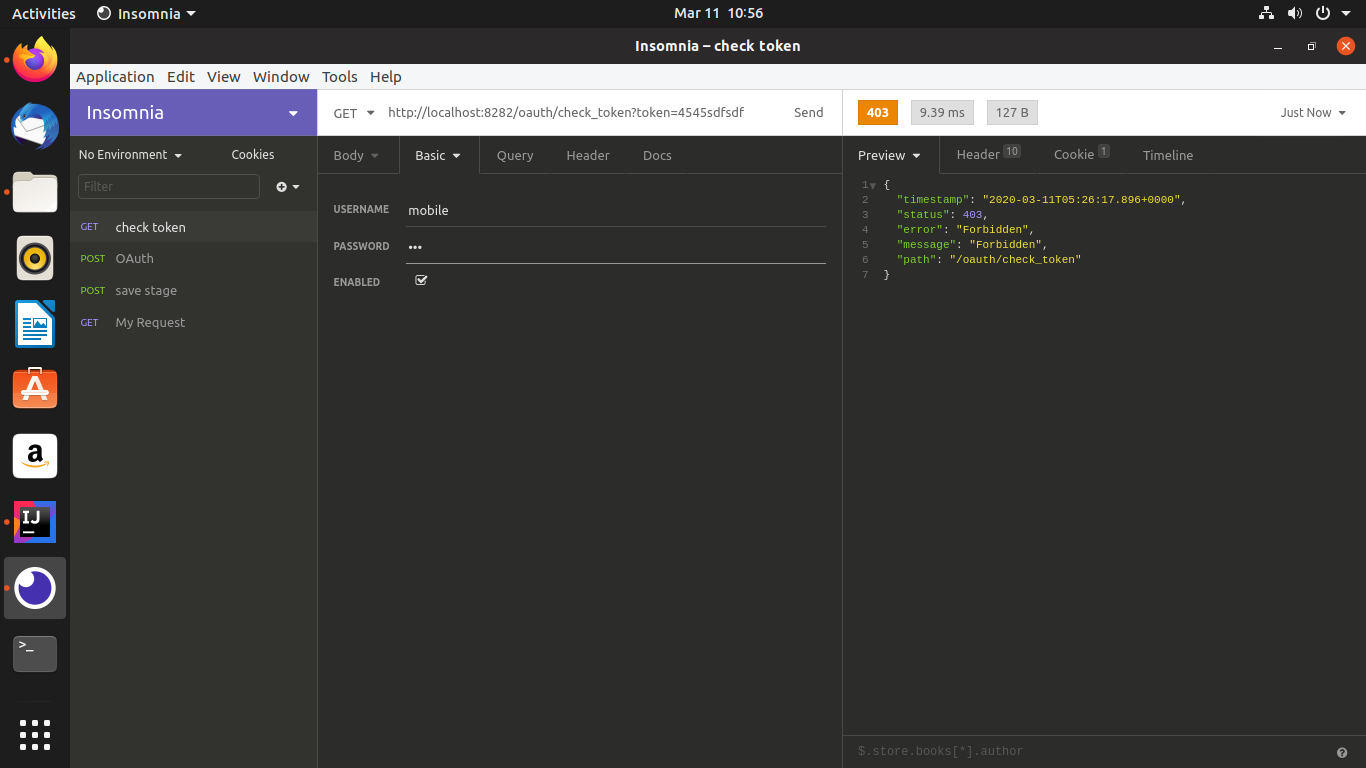 Activities Insomnia Mar 11 10:56
Insomnia – check token
Application Edit View Window Tools Help
Insomnia
GET http://localhost:8282/oauth/check_token?token=4545sdfsdf Send
403 9.39 ms 127 B Just Now
No Environment Cookies
Body Basic Query Header Docs
Preview Header 10 Cookie 1 Timeline
Filter
GET check token
POST OAuth
POST save stage
GET My Request
USERNAME mobile
PASSWORD •••
ENABLED
1 {
2 "timestamp": "2020-03-11T05:26:17.896+0000",
3 "status": 403,
4 "error": "Forbidden",
5 "message": "Forbidden",
6 "path": "/oauth/check_token"
7 }
a
IJ
>_
$.store.books[*].author ?